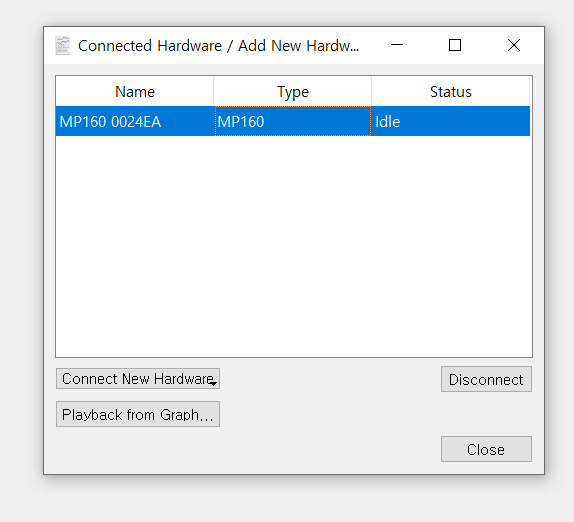 Connected Hardware / Add New Hardw...
Name Type Status
MP160 0024EA MP160 Idle
Connect New Hardware
Disconnect
Playback from Graph...
Close